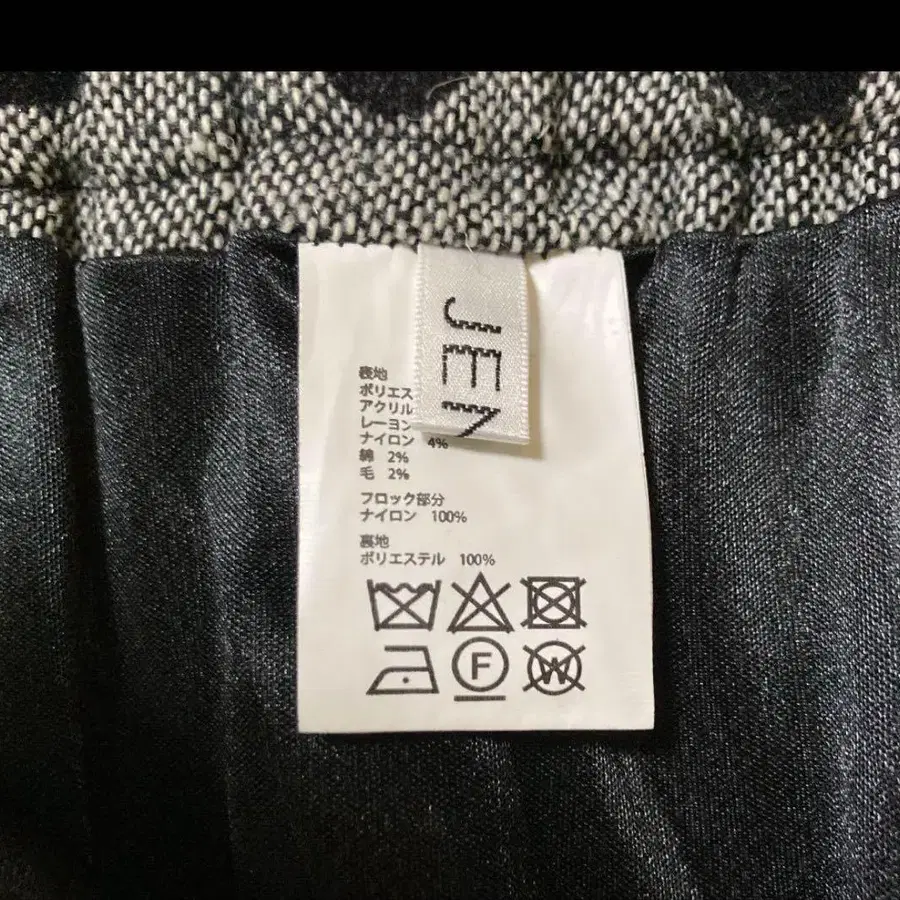 JE
表地
ポリエス
アクリル
レーヨン
ナイロン 4%
綿 2%
毛 2%
フロック部分
ナイロン 100%
裏地
ポリエステル 100%
F
W